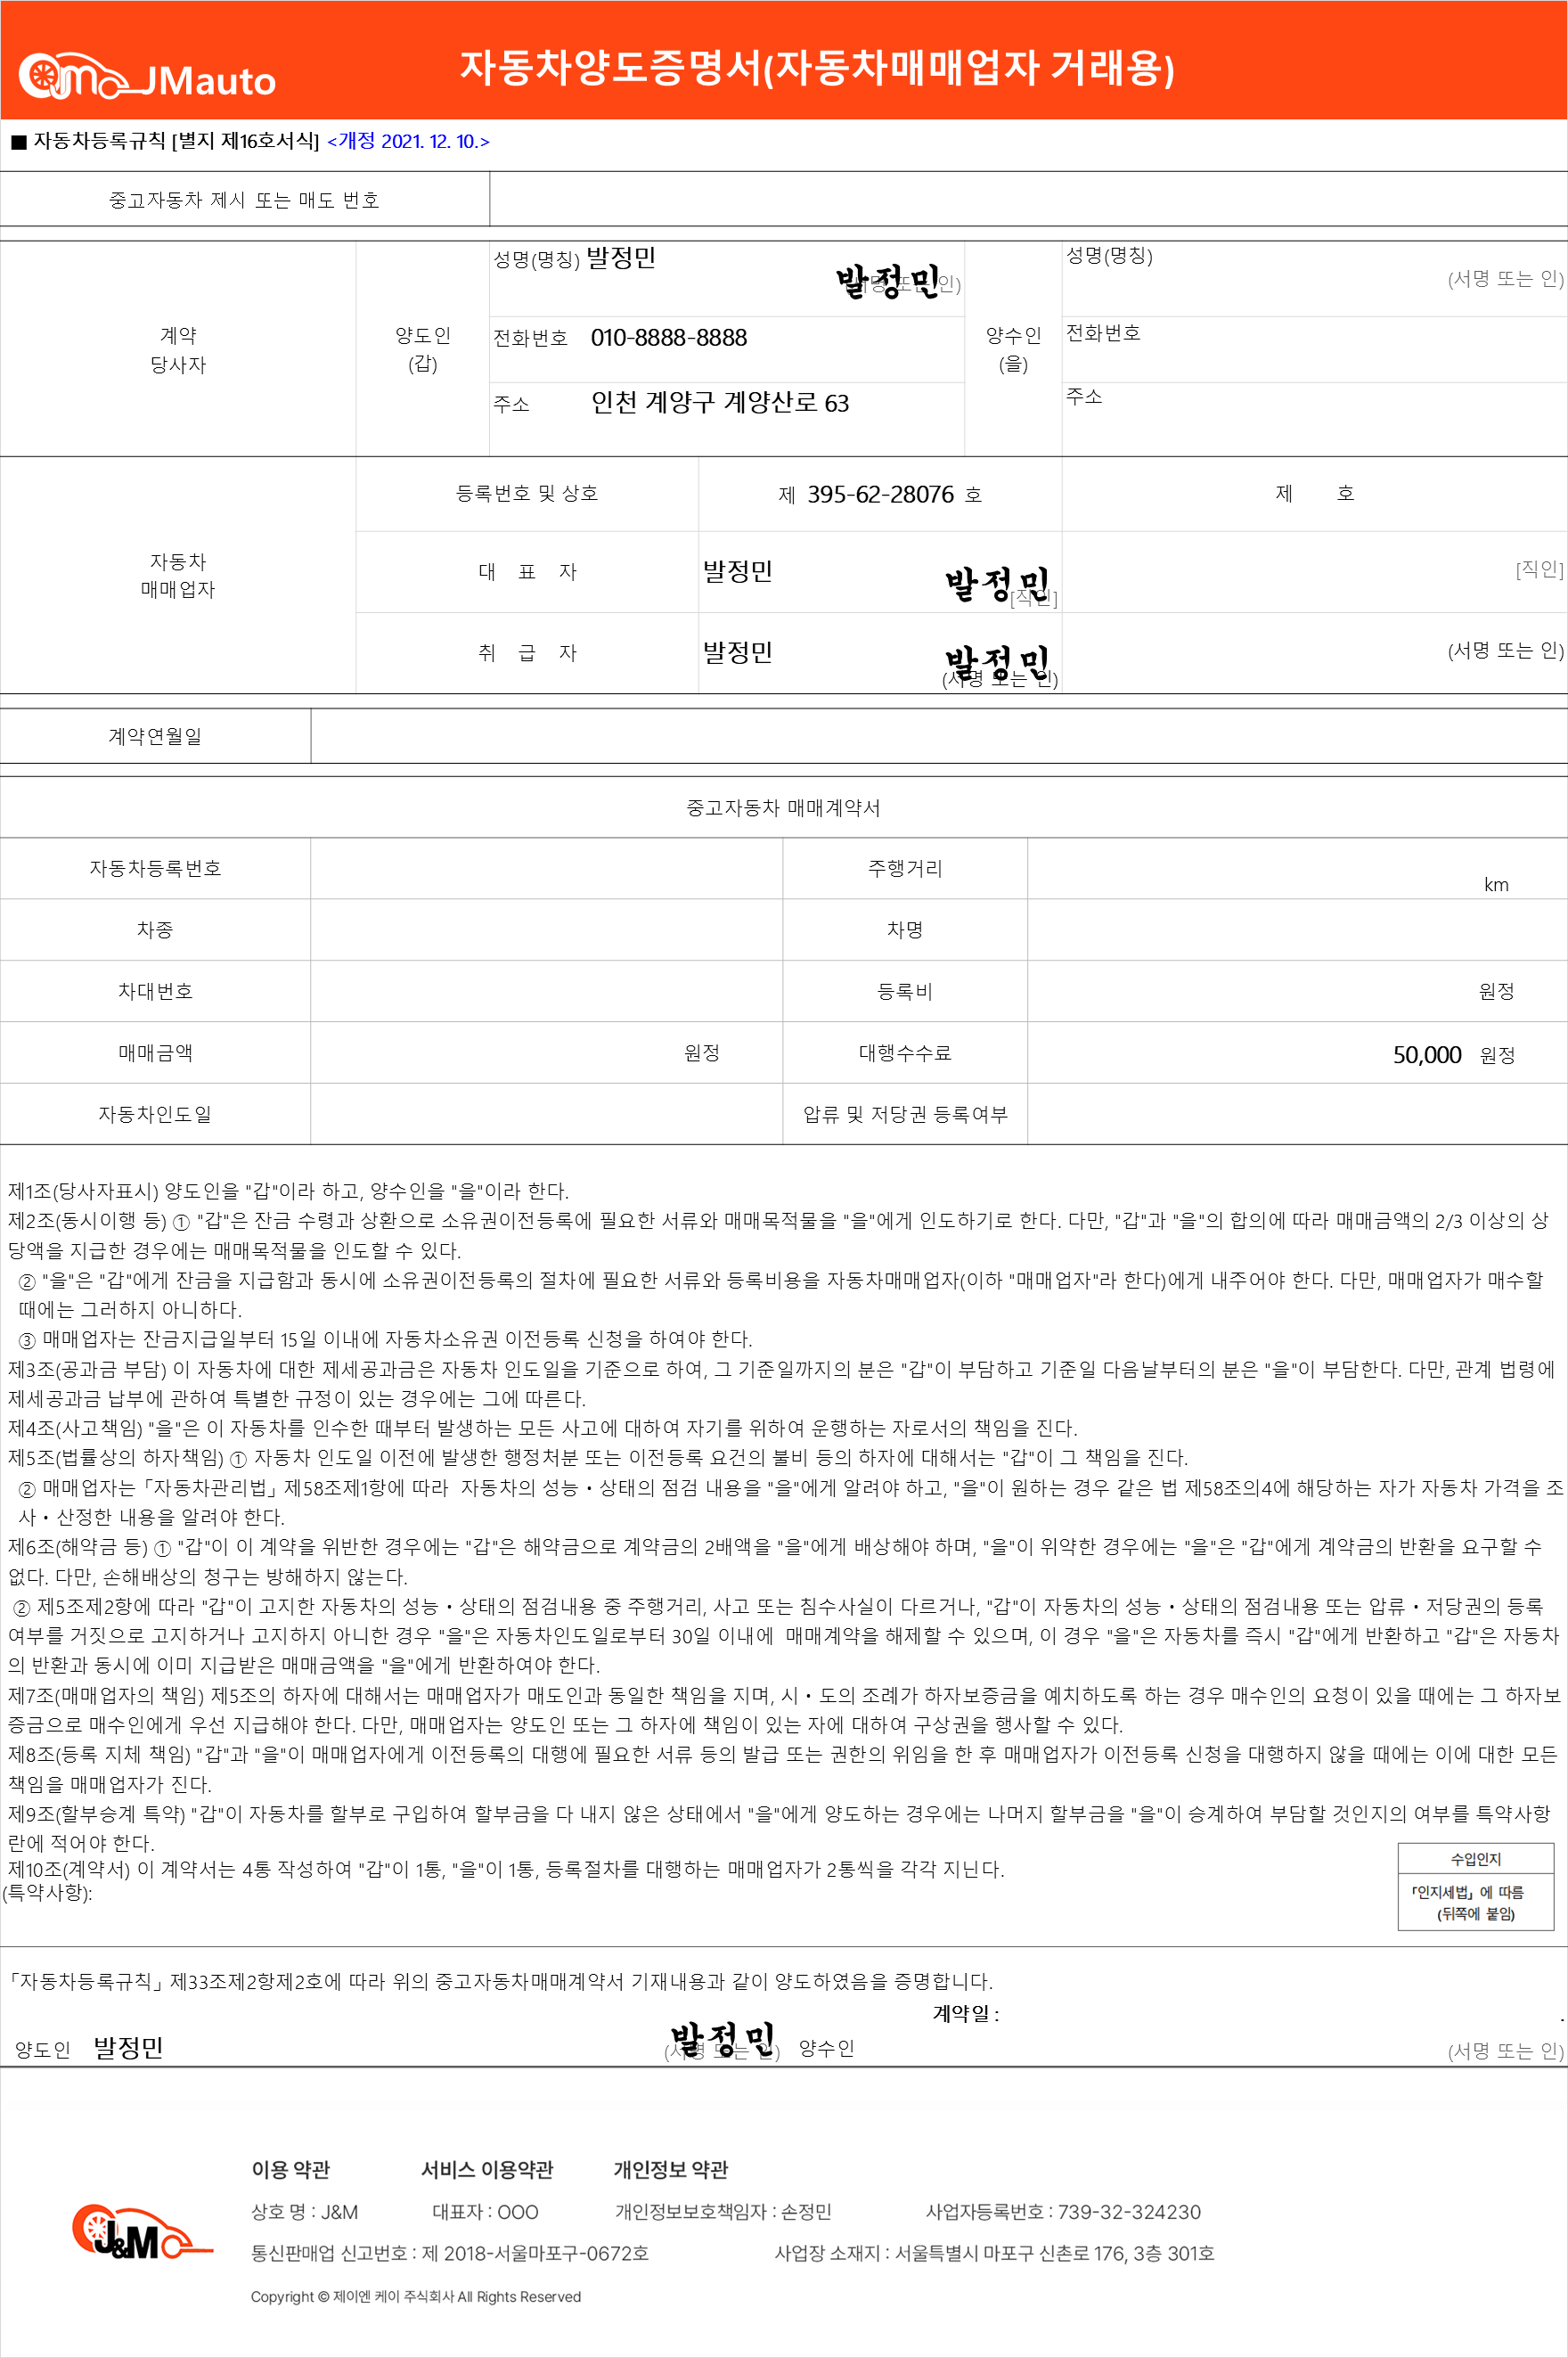 JMauto
자동차양도증명서(자동차매매업자 거래용)
■ 자동차등록규칙 [별지 제16호서식] <개정 2021. 12. 10.>
중고자동차 제시 또는 매도 번호
계약
당사자
양도인
(갑)
성명(명칭) 발정민
발정민
(서명 또는 인)
전화번호 010-8888-8888
주소 인천 계양구 계양산로 63
양수인
(을)
성명(명칭)
(서명 또는 인)
전화번호
주소
자동차
매매업자
등록번호 및 상호
제 395-62-28076 호
제 호
대 표 자
발정민
발정민
[직인]
[직인]
취 급 자
발정민
발정민
(서명 또는 인)
(서명 또는 인)
계약연월일
중고자동차 매매계약서
자동차등록번호
주행거리
km
차종
차명
차대번호
등록비
원정
매매금액
원정
대행수수료
50,000 원정
자동차인도일
압류 및 저당권 등록여부
제1조(당사자표시) 양도인을 "갑"이라 하고, 양수인을 "을"이라 한다.
제2조(동시이행 등) ① "갑"은 잔금 수령과 상환으로 소유권이전등록에 필요한 서류와 매매목적물을 "을"에게 인도하기로 한다. 다만, "갑"과 "을"의 합의에 따라 매매금액의 2/3 이상의 상
당액을 지급한 경우에는 매매목적물을 인도할 수 있다.
② "을"은 "갑"에게 잔금을 지급함과 동시에 소유권이전등록의 절차에 필요한 서류와 등록비용을 자동차매매업자(이하 "매매업자"라 한다)에게 내주어야 한다. 다만, 매매업자가 매수할
때에는 그러하지 아니하다.
③ 매매업자는 잔금지급일부터 15일 이내에 자동차소유권 이전등록 신청을 하여야 한다.
제3조(공과금 부담) 이 자동차에 대한 제세공과금은 자동차 인도일을 기준으로 하여, 그 기준일까지의 분은 "갑"이 부담하고 기준일 다음날부터의 분은 "을"이 부담한다. 다만, 관계 법령에
제세공과금 납부에 관하여 특별한 규정이 있는 경우에는 그에 따른다.
제4조(사고책임) "을"은 이 자동차를 인수한 때부터 발생하는 모든 사고에 대하여 자기를 위하여 운행하는 자로서의 책임을 진다.
제5조(법률상의 하자책임) ① 자동차 인도일 이전에 발생한 행정처분 또는 이전등록 요건의 불비 등의 하자에 대해서는 "갑"이 그 책임을 진다.
② 매매업자는 「자동차관리법」 제58조제1항에 따라 자동차의 성능・상태의 점검 내용을 "을"에게 알려야 하고, "을"이 원하는 경우 같은 법 제58조의4에 해당하는 자가 자동차 가격을 조
사・산정한 내용을 알려야 한다.
제6조(해약금 등) ① "갑"이 이 계약을 위반한 경우에는 "갑"은 해약금으로 계약금의 2배액을 "을"에게 배상해야 하며, "을"이 위약한 경우에는 "을"은 "갑"에게 계약금의 반환을 요구할 수
없다. 다만, 손해배상의 청구는 방해하지 않는다.
② 제5조제2항에 따라 "갑"이 고지한 자동차의 성능・상태의 점검내용 중 주행거리, 사고 또는 침수사실이 다르거나, "갑"이 자동차의 성능・상태의 점검내용 또는 압류・저당권의 등록
여부를 거짓으로 고지하거나 고지하지 아니한 경우 "을"은 자동차인도일로부터 30일 이내에 매매계약을 해제할 수 있으며, 이 경우 "을"은 자동차를 즉시 "갑"에게 반환하고 "갑"은 자동차
의 반환과 동시에 이미 지급받은 매매금액을 "을"에게 반환하여야 한다.
제7조(매매업자의 책임) 제5조의 하자에 대해서는 매매업자가 매도인과 동일한 책임을 지며, 시・도의 조례가 하자보증금을 예치하도록 하는 경우 매수인의 요청이 있을 때에는 그 하자보
증금으로 매수인에게 우선 지급해야 한다. 다만, 매매업자는 양도인 또는 그 하자에 책임이 있는 자에 대하여 구상권을 행사할 수 있다.
제8조(등록 지체 책임) "갑"과 "을"이 매매업자에게 이전등록의 대행에 필요한 서류 등의 발급 또는 권한의 위임을 한 후 매매업자가 이전등록 신청을 대행하지 않을 때에는 이에 대한 모든
책임을 매매업자가 진다.
제9조(할부승계 특약) "갑"이 자동차를 할부로 구입하여 할부금을 다 내지 않은 상태에서 "을"에게 양도하는 경우에는 나머지 할부금을 "을"이 승계하여 부담할 것인지의 여부를 특약사항
란에 적어야 한다.
제10조(계약서) 이 계약서는 4통 작성하여 "갑"이 1통, "을"이 1통, 등록절차를 대행하는 매매업자가 2통씩을 각각 지닌다.
(특약사항):
수입인지
「인지세법」에 따름
(뒤쪽에 붙임)
「자동차등록규칙」 제33조제2항제2호에 따라 위의 중고자동차매매계약서 기재내용과 같이 양도하였음을 증명합니다.
계약일 : .
양도인 발정민
발정민
(서명 또는 인)
양수인
(서명 또는 인)
이용 약관 서비스 이용약관 개인정보 약관
J&M
상호 명 : J&M 대표자 : OOO 개인정보보호책임자 : 손정민 사업자등록번호 : 739-32-324230
통신판매업 신고번호 : 제 2018-서울마포구-0672호 사업장 소재지 : 서울특별시 마포구 신촌로 176, 3층 301호
Copyright © 제이엔 케이 주식회사 All Rights Reserved